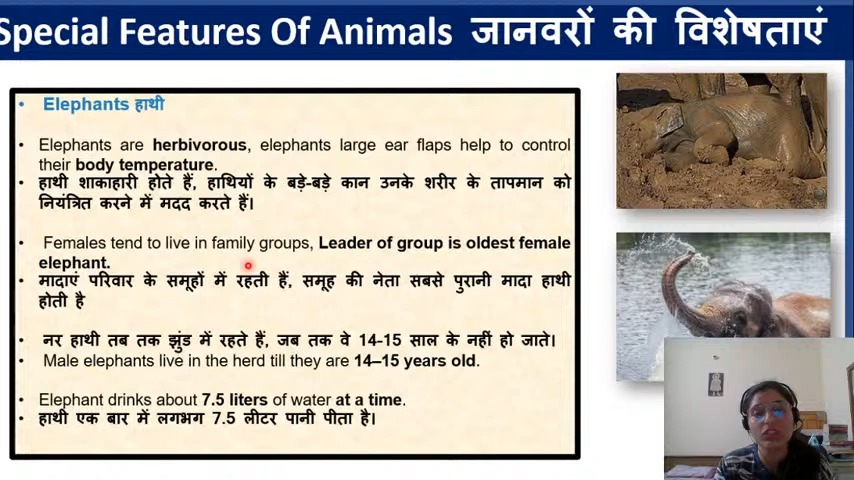 Special Features Of Animals जानवरों की विशेषताएं
• Elephants हाथी
• Elephants are herbivorous, elephants large ear flaps help to control
their body temperature.
• हाथी शाकाहारी होते हैं, हाथियों के बड़े-बड़े कान उनके शरीर के तापमान को
नियंत्रित करने में मदद करते हैं।
• Females tend to live in family groups, Leader of group is oldest female
elephant.
• मादाएं परिवार के समूहों में रहती हैं, समूह की नेता सबसे पुरानी मादा हाथी
होती है
• नर हाथी तब तक झुंड में रहते हैं, जब तक वे 14-15 साल के नहीं हो जाते।
• Male elephants live in the herd till they are 14–15 years old.
• Elephant drinks about 7.5 liters of water at a time.
• हाथी एक बार में लगभग 7.5 लीटर पानी पीता है।